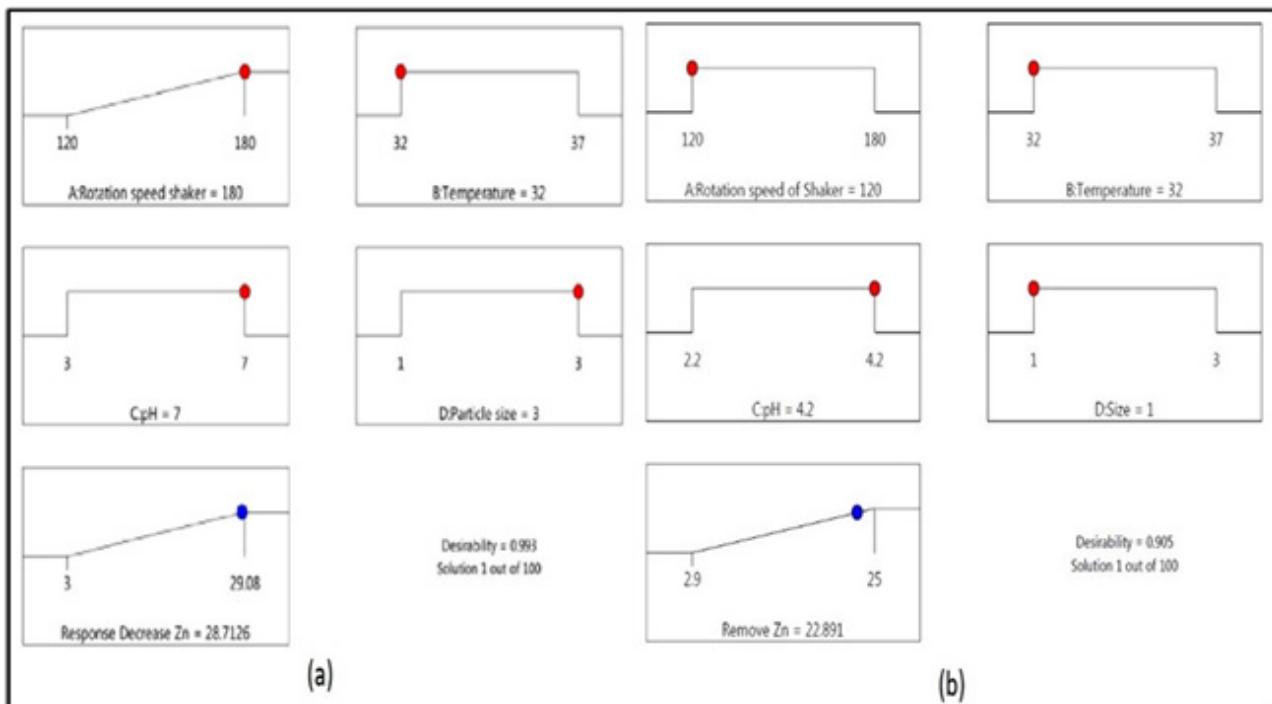 120
180
A:Rotation speed shaker = 180
32
37
B:Temperature = 32
3
7
C:pH = 7
1
3
D:Particle size = 3
3
29.08
Response Decrease Zn = 28.7126
Desirability = 0.993
Solution 1 out of 100
(a)
120
180
A:Rotation speed of Shaker = 120
32
37
B:Temperature = 32
2.2
4.2
C:pH = 4.2
1
3
D:Size = 1
2.9
25
Remove Zn = 22.891
Desirability = 0.905
Solution 1 out of 100
(b)